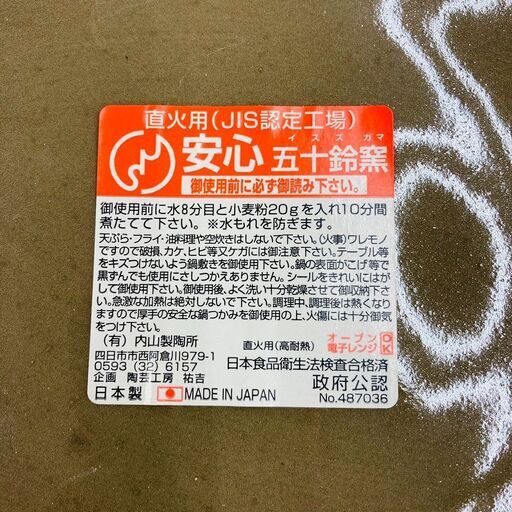 直火用(JIS認定工場)
イスズ ガマ
安心 五十鈴窯
御使用前に必ず御読み下さい。
御使用前に水8分目と小麦粉20gを入れ10分間
煮たてて下さい。※水もれを防ぎます。
天ぷら・フライ・油料理や空炊きはしないで下さい。(火事)ワレモノ
ですので破損、カケ、ヒビ等又ケガには御注意下さい。テーブル等
をキズつけないよう鍋敷きを御使用下さい。鍋の表面がこげ等で
黒ずんでも使用にさしつかえありません。シールをきれいにはが
して御使用下さい。御使用後、よく洗い十分乾燥させて御収納下さ
い。急激な加熱は絶対しないで下さい。調理中、調理後は熱くなり
ますので厚手の安全な鍋つかみを御使用の上、火傷には十分御気
をつけ下さい。
(有) 内山製陶所
四日市市西阿倉川979-1
0593 (32) 6157
企画 陶芸工房 祐吉
日本製 MADE IN JAPAN
直火用(高耐熱)
オーブン
電子レンジ OK
日本食品衛生法検査合格済
政府公認
No.487036